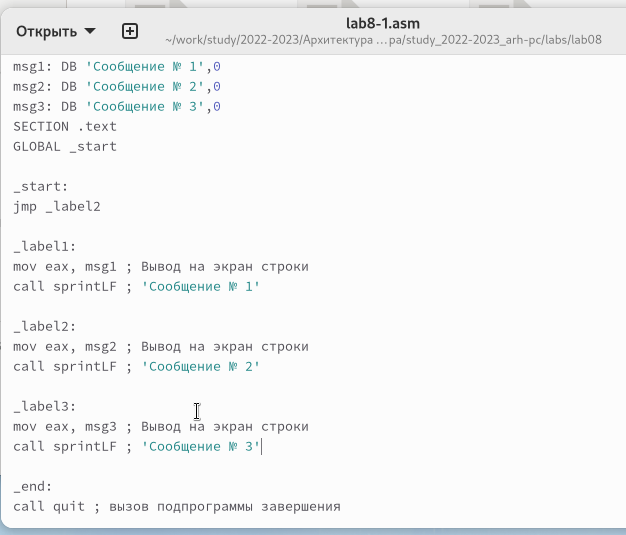 Открыть
lab8-1.asm
~/work/study/2022-2023/Архитектура ...pa/study_2022-2023_arh-pc/labs/lab08
msg1: DB 'Сообщение № 1',0
msg2: DB 'Сообщение № 2',0
msg3: DB 'Сообщение № 3',0
SECTION .text
GLOBAL _start
_start:
jmp _label2
_label1:
mov eax, msg1 ; Вывод на экран строки
call sprintLF ; 'Сообщение № 1'
_label2:
mov eax, msg2 ; Вывод на экран строки
call sprintLF ; 'Сообщение № 2'
_label3:
mov eax, msg3 ; Вывод на экран строки
call sprintLF ; 'Сообщение № 3'
_end:
call quit ; вызов подпрограммы завершения